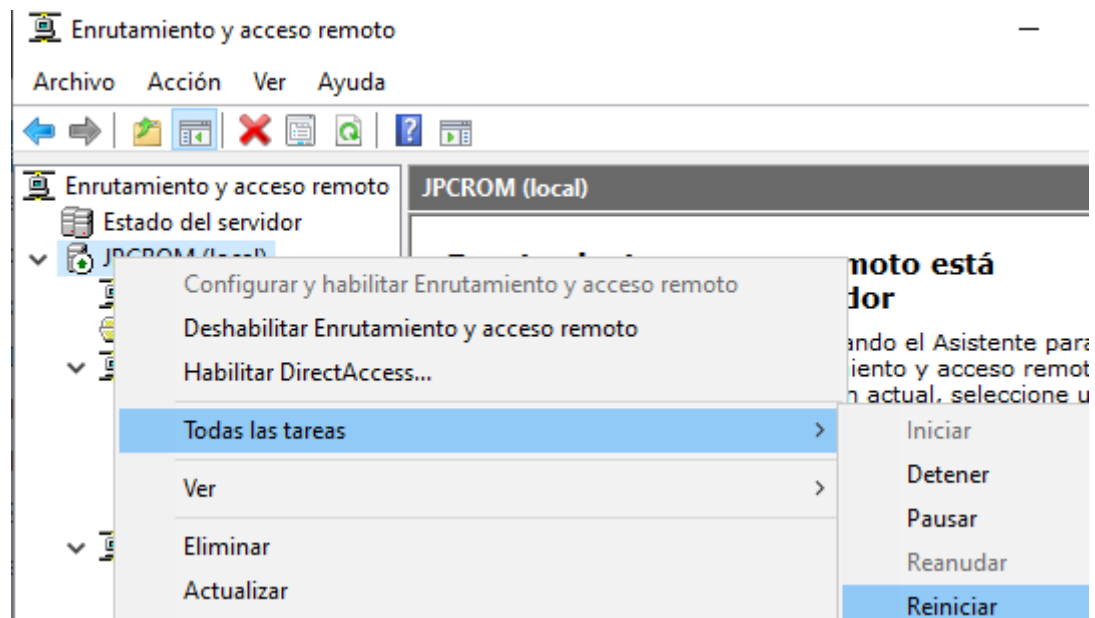 Enrutamiento y acceso remoto
Archivo Acción Ver Ayuda
Enrutamiento y acceso remoto
Estado del servidor
JPCROM (local)
JPCROM (local)
moto está
dor
ando el Asistente para
iento y acceso remot
n actual, seleccione u
Configurar y habilitar Enrutamiento y acceso remoto
Deshabilitar Enrutamiento y acceso remoto
Habilitar DirectAccess...
Todas las tareas
Ver
Eliminar
Actualizar
Iniciar
Detener
Pausar
Reanudar
Reiniciar